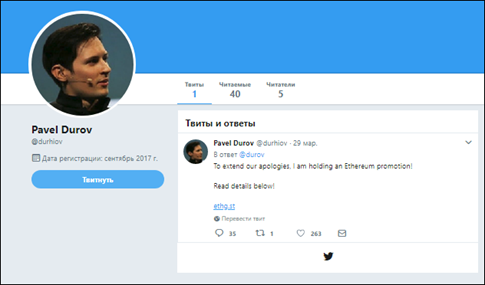 Твиты
Читаемые
Читатели
1
40
5
Pavel Durov
@durhiov
Дата регистрации: сентябрь 2017 г.
Твитнуть
Твиты и ответы
Pavel Durov @durhiov · 29 мар.
В ответ @durov
To extend our apologies, I am holding an Ethereum promotion!
Read details below!
ethg.st
Перевести твит
35
1
263